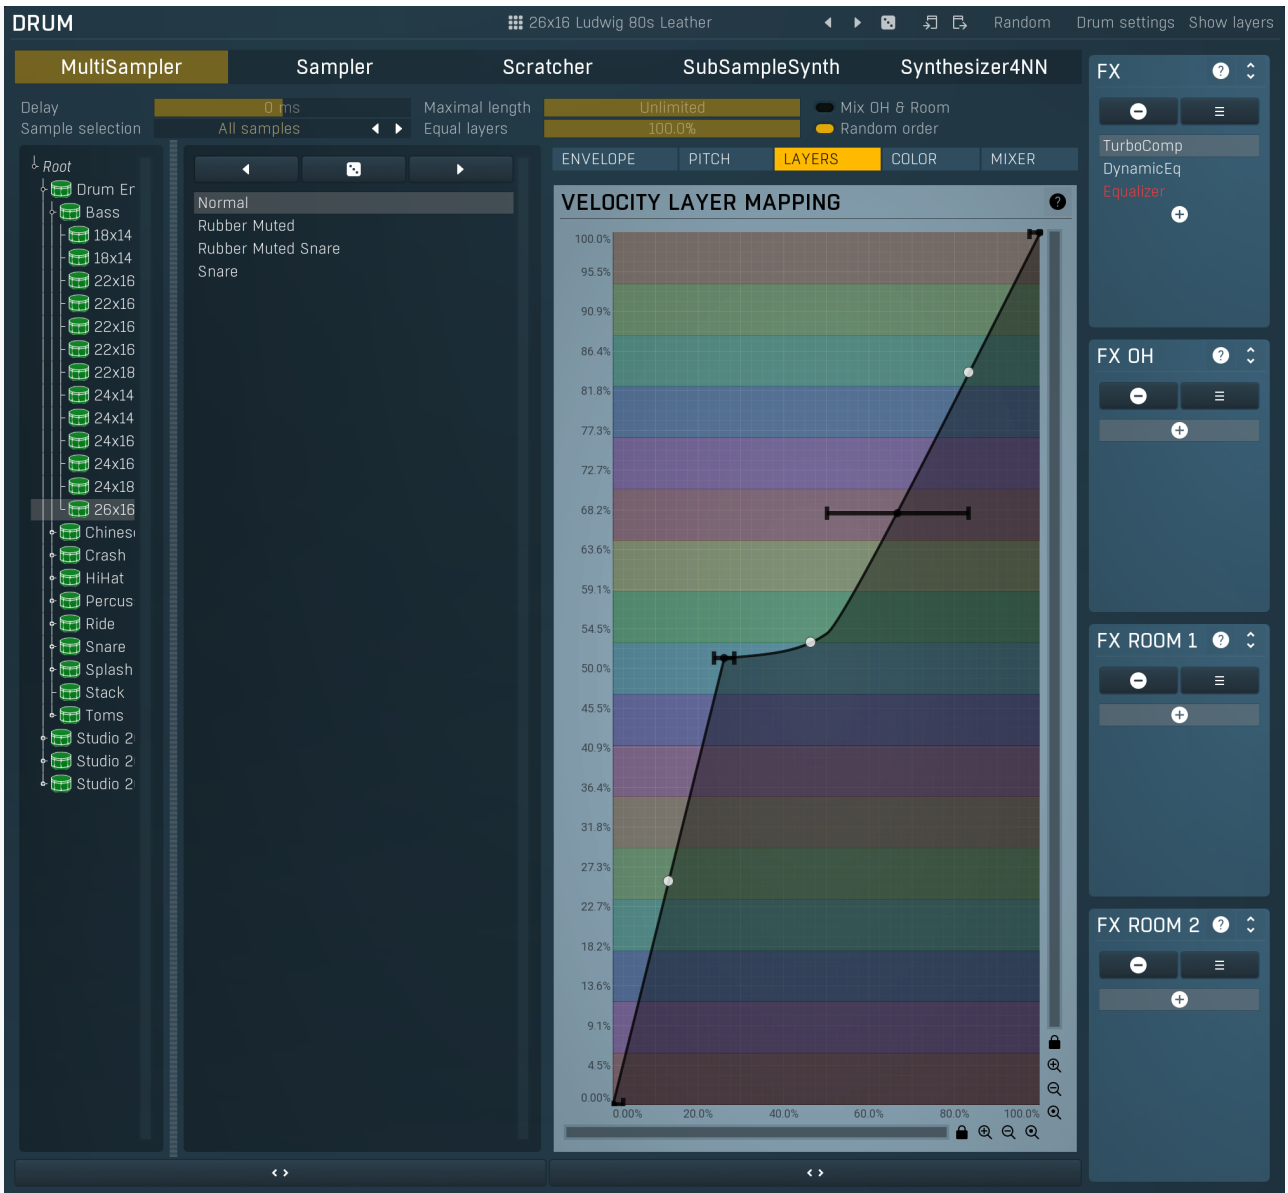 DRUM
26x16 Ludwig 80s Leather
Random
Drum settings
Show layers
MultiSampler
Sampler
Scratcher
SubSampleSynth
Synthesizer4NN
Delay
0 ms
Maximal length
Unlimited
Mix OH & Room
Sample selection
All samples
Equal layers
100.0%
Random order
Root
Drum Er
Bass
18x14
18x14
22x16
22x16
22x16
22x16
22x18
24x14
24x14
24x16
24x16
24x18
26x16
Chines
Crash
HiHat
Percus
Ride
Snare
Splash
Stack
Toms
Studio 2
Studio 2
Studio 2
Normal
Rubber Muted
Rubber Muted Snare
Snare
ENVELOPE
PITCH
LAYERS
COLOR
MIXER
VELOCITY LAYER MAPPING
?
100.0%
95.5%
90.9%
86.4%
81.8%
77.3%
72.7%
68.2%
63.6%
59.1%
54.5%
50.0%
45.5%
40.9%
36.4%
31.8%
27.3%
22.7%
18.2%
13.6%
9.1%
4.5%
0.00%
0.00%
20.0%
40.0%
60.0%
80.0%
100.0%
FX
?
TurboComp
DynamicEq
Equalizer
FX OH
?
FX ROOM 1
?
FX ROOM 2
?